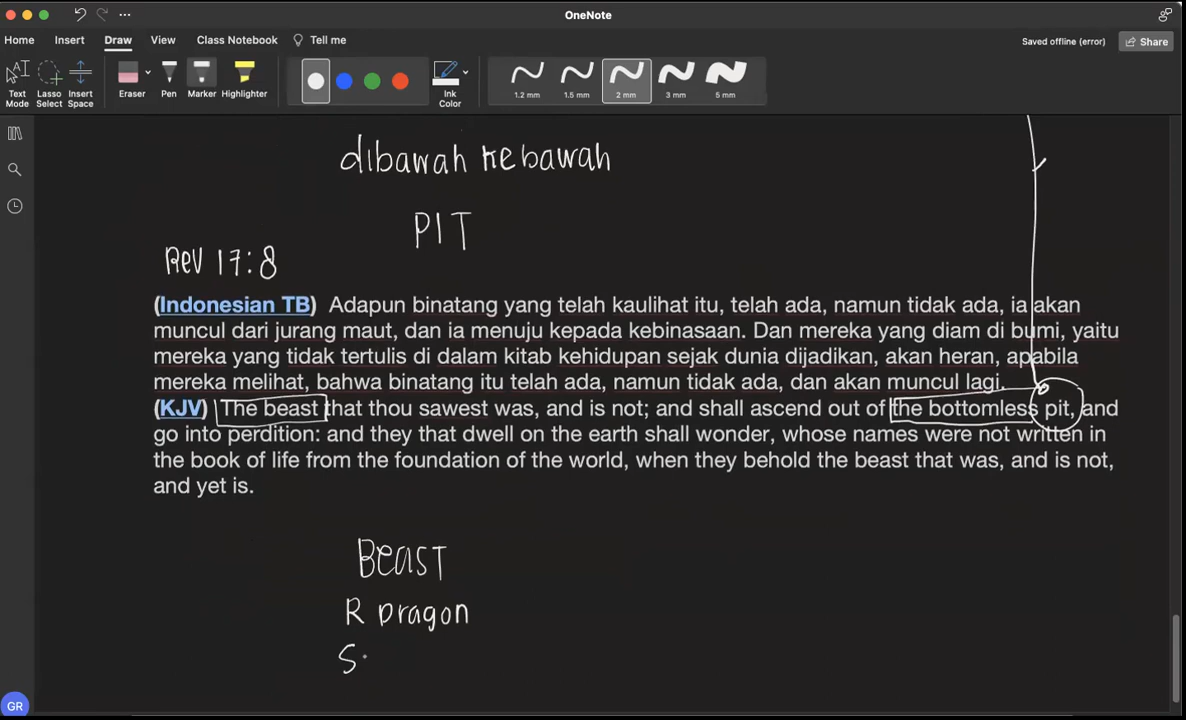 OneNote
Home Insert Draw View Class Notebook Tell me Saved offline (error) Share
Text Mode Lasso Select Insert Space Eraser Pen Marker Highlighter Ink Color 1.2 mm 1.5 mm 2 mm 3 mm 5 mm
dibawah kebawah
PIT
Rev 17:8
(Indonesian TB) Adapun binatang yang telah kaulihat itu, telah ada, namun tidak ada, ia akan
muncul dari jurang maut, dan ia menuju kepada kebinasaan. Dan mereka yang diam di bumi, yaitu
mereka yang tidak tertulis di dalam kitab kehidupan sejak dunia dijadikan, akan heran, apabila
mereka melihat, bahwa binatang itu telah ada, namun tidak ada, dan akan muncul lagi.
(KJV) The beast that thou sawest was, and is not; and shall ascend out of the bottomless pit, and
go into perdition: and they that dwell on the earth shall wonder, whose names were not written in
the book of life from the foundation of the world, when they behold the beast that was, and is not,
and yet is.
BEAST
R Dragon
S
GR